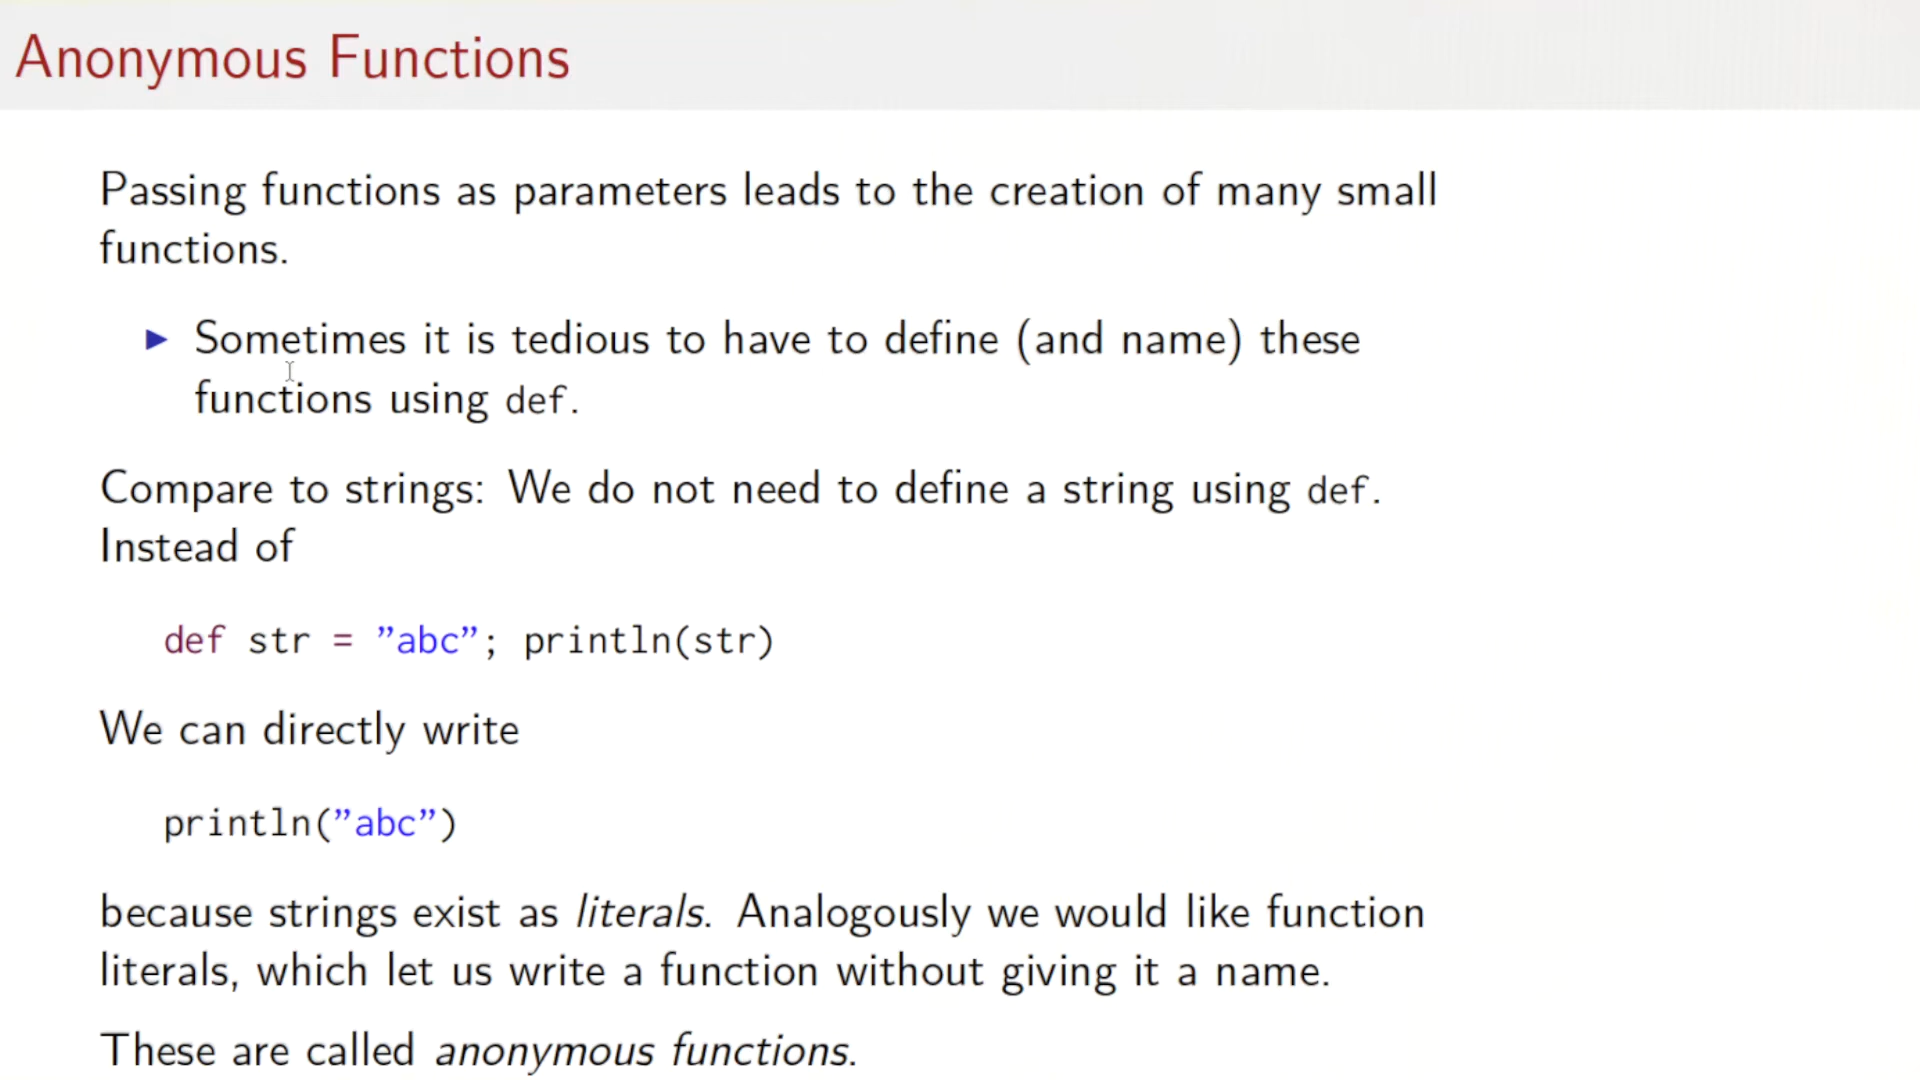 Anonymous Functions
Passing functions as parameters leads to the creation of many small
functions.
▶ Sometimes it is tedious to have to define (and name) these
functions using def.
Compare to strings: We do not need to define a string using def.
Instead of
def str = ”abc”; println(str)
We can directly write
println(”abc”)
because strings exist as literals. Analogously we would like function
literals, which let us write a function without giving it a name.
These are called anonymous functions.